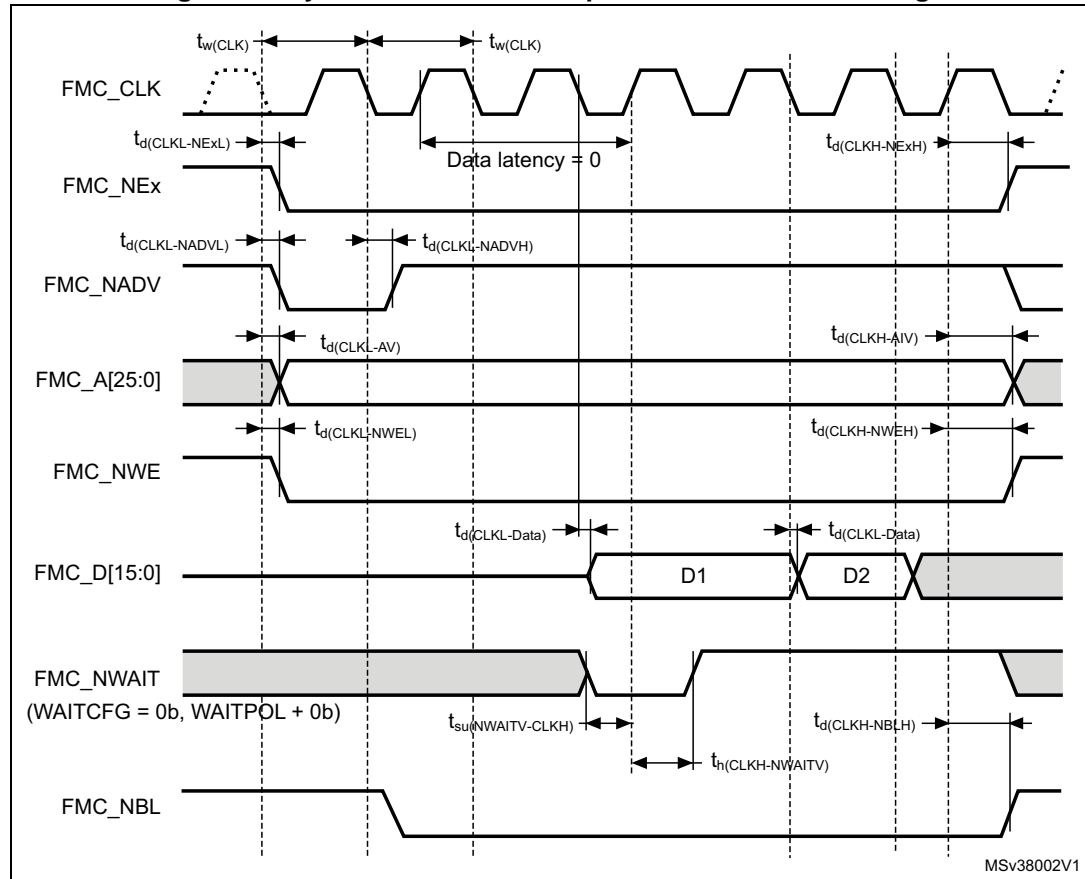 tw(CLK)
tw(CLK)
FMC_CLK
td(CLKL-NExL)
Data latency = 0
td(CLKH-NExH)
FMC_NEx
td(CLKL-NADVL)
td(CLKL-NADVH)
FMC_NADV
td(CLKL-AV)
td(CLKH-AIV)
FMC_A[25:0]
td(CLKL-NWEL)
td(CLKH-NWEH)
FMC_NWE
td(CLKL-Data)
td(CLKL-Data)
FMC_D[15:0]
D1
D2
FMC_NWAIT
(WAITCFG = 0b, WAITPOL + 0b)
tsu(NWAITV-CLKH)
td(CLKH-NBLH)
th(CLKH-NWAITV)
FMC_NBL
MSv38002V1